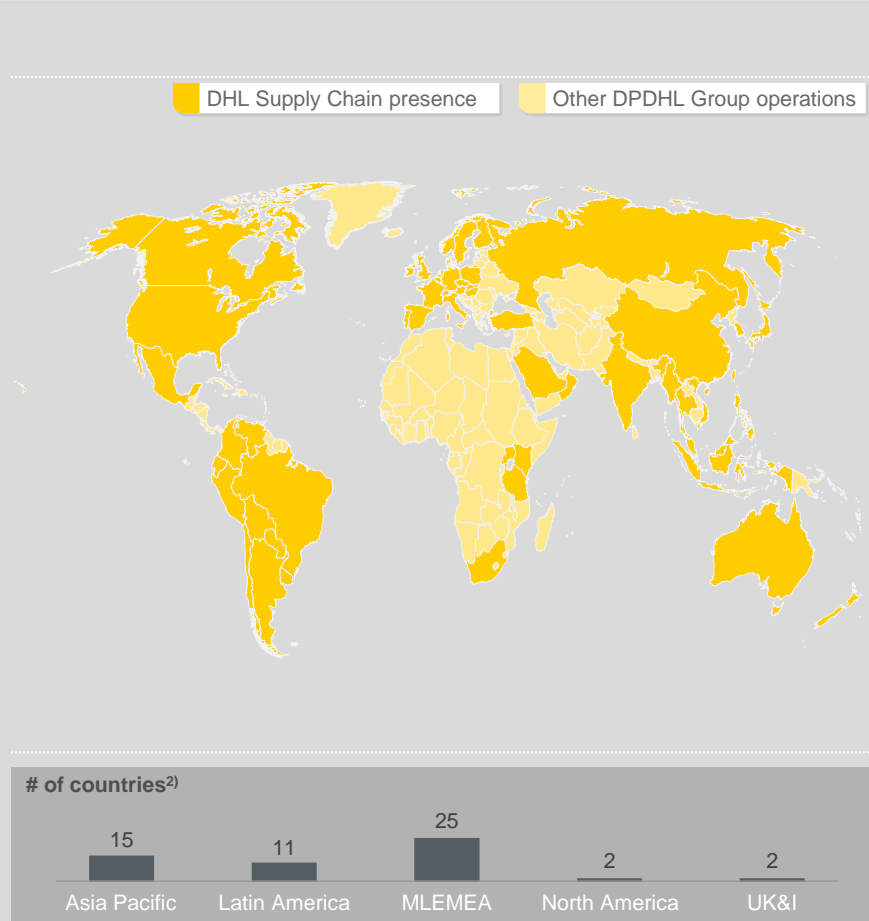 DHL Supply Chain presence
Other DPDHL Group operations
# of countries2)
15
11
25
2
2
Asia Pacific
Latin America
MLEMEA
North America
UK&I